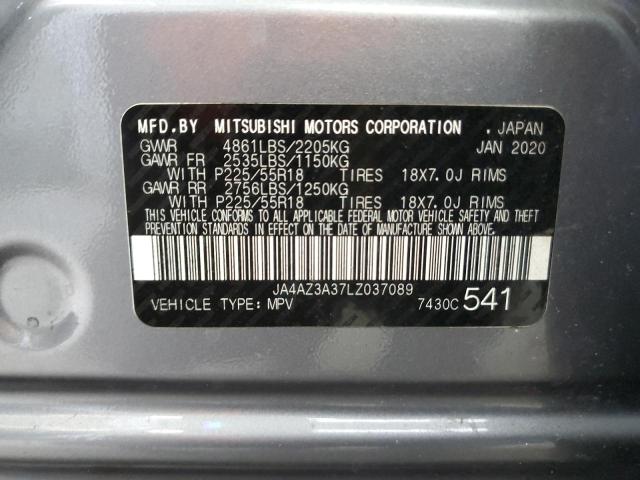 MFD.BY MITSUBISHI MOTORS CORPORATION . JAPAN
GVWR 4861LBS/2205KG JAN 2020
GAWR FR 2535LBS/1150KG
WITH P225/55R18 TIRES 18X7.0J RIMS
GAWR RR 2756LBS/1250KG
WITH P225/55R18 TIRES 18X7.0J RIMS
THIS VEHICLE CONFORMS TO ALL APPLICABLE FEDERAL MOTOR VEHICLE SAFETY AND THEFT
PREVENTION STANDARDS IN EFFECT ON THE DATE OF MANUFACTURE SHOWN ABOVE.
JA4AZ3A37LZ037089
VEHICLE TYPE: MPV 7430C 541